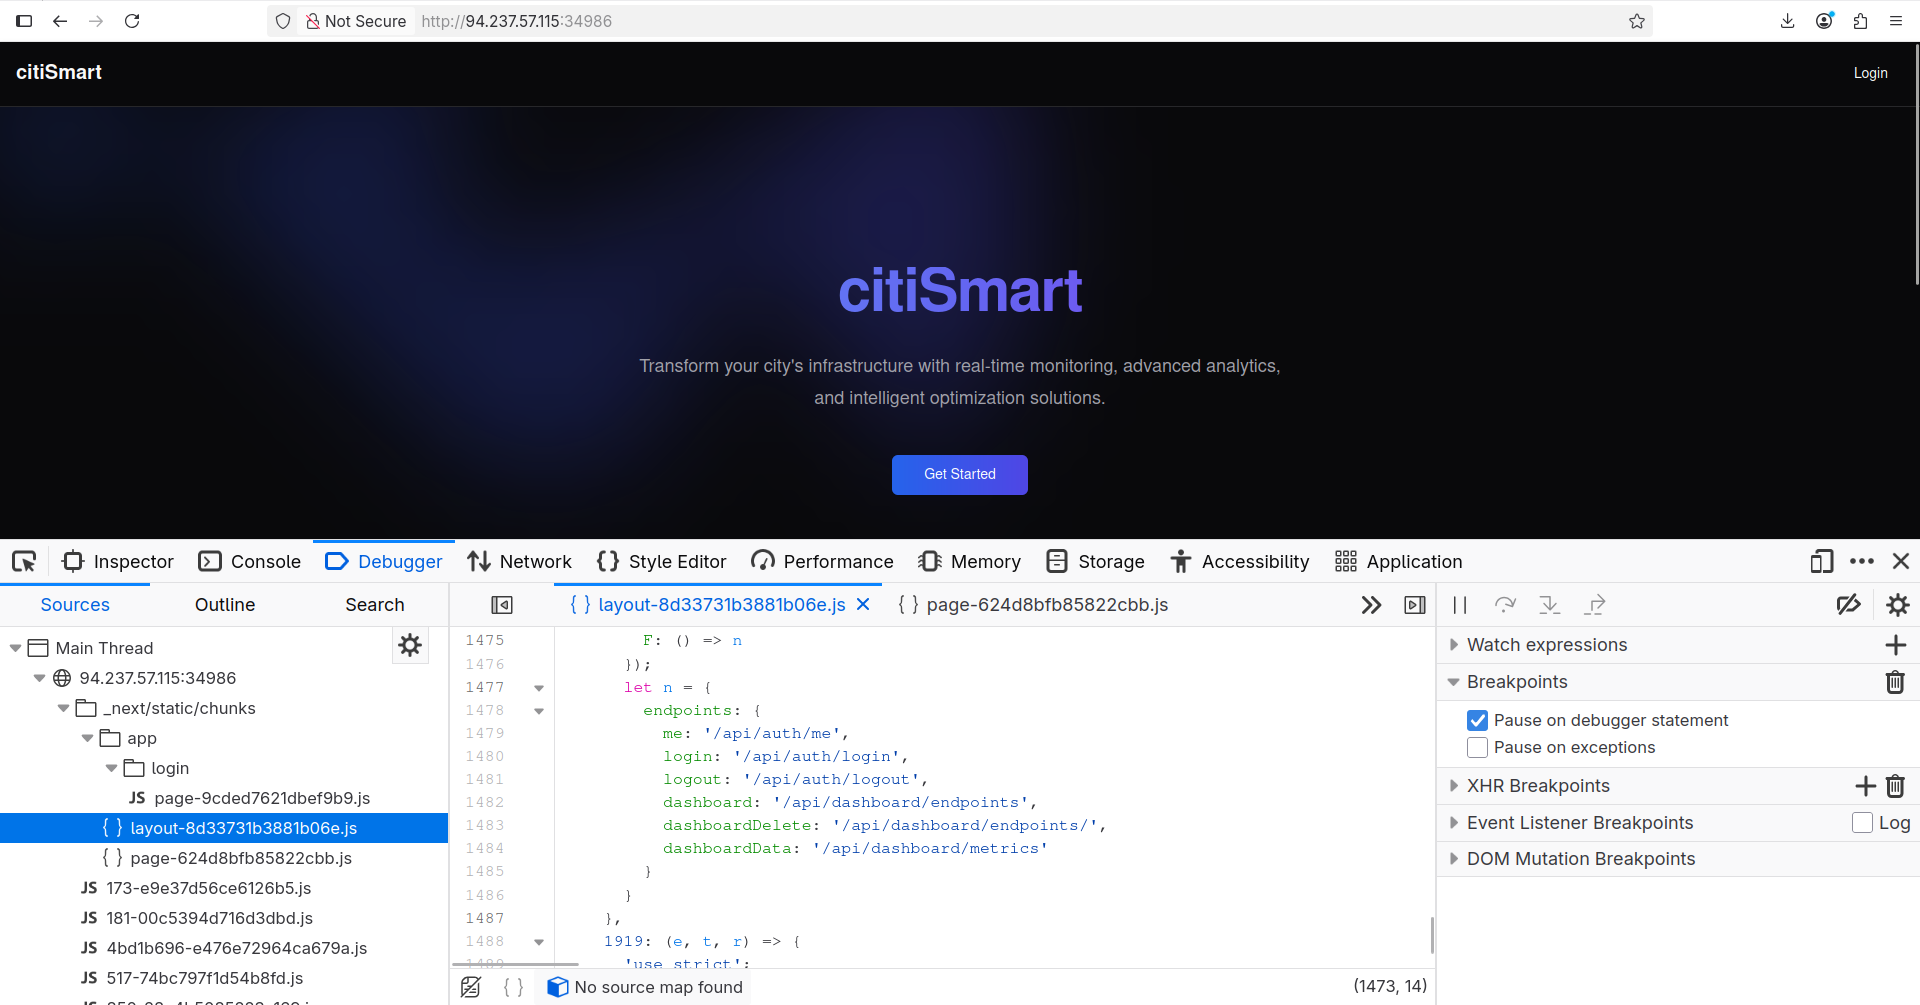 Not Secure http://94.237.57.115:34986
citiSmart
Login
citiSmart
Transform your city's infrastructure with real-time monitoring, advanced analytics,
and intelligent optimization solutions.
Get Started
Inspector Console Debugger Network Style Editor Performance Memory Storage Accessibility Application
Sources Outline Search
{ } layout-8d33731b3881b06e.js { } page-624d8bfb85822cbb.js
Main Thread
94.237.57.115:34986
_next/static/chunks
app
login
JS page-9cded7621dbef9b9.js
{ } layout-8d33731b3881b06e.js
{ } page-624d8bfb85822cbb.js
JS 173-e9e37d56ce6126b5.js
JS 181-00c5394d716d3dbd.js
JS 4bd1b696-e476e72964ca679a.js
JS 517-74bc797f1d54b8fd.js
1475 F: () => n
1476 });
1477 let n = {
1478 endpoints: {
1479 me: '/api/auth/me',
1480 login: '/api/auth/login',
1481 logout: '/api/auth/logout',
1482 dashboard: '/api/dashboard/endpoints',
1483 dashboardDelete: '/api/dashboard/endpoints/',
1484 dashboardData: '/api/dashboard/metrics'
1485 }
1486 }
1487 },
1488 1919: (e, t, r) => {
1489 'use strict';
{ } No source map found (1473, 14)
Watch expressions
Breakpoints
Pause on debugger statement
Pause on exceptions
XHR Breakpoints
Event Listener Breakpoints Log
DOM Mutation Breakpoints